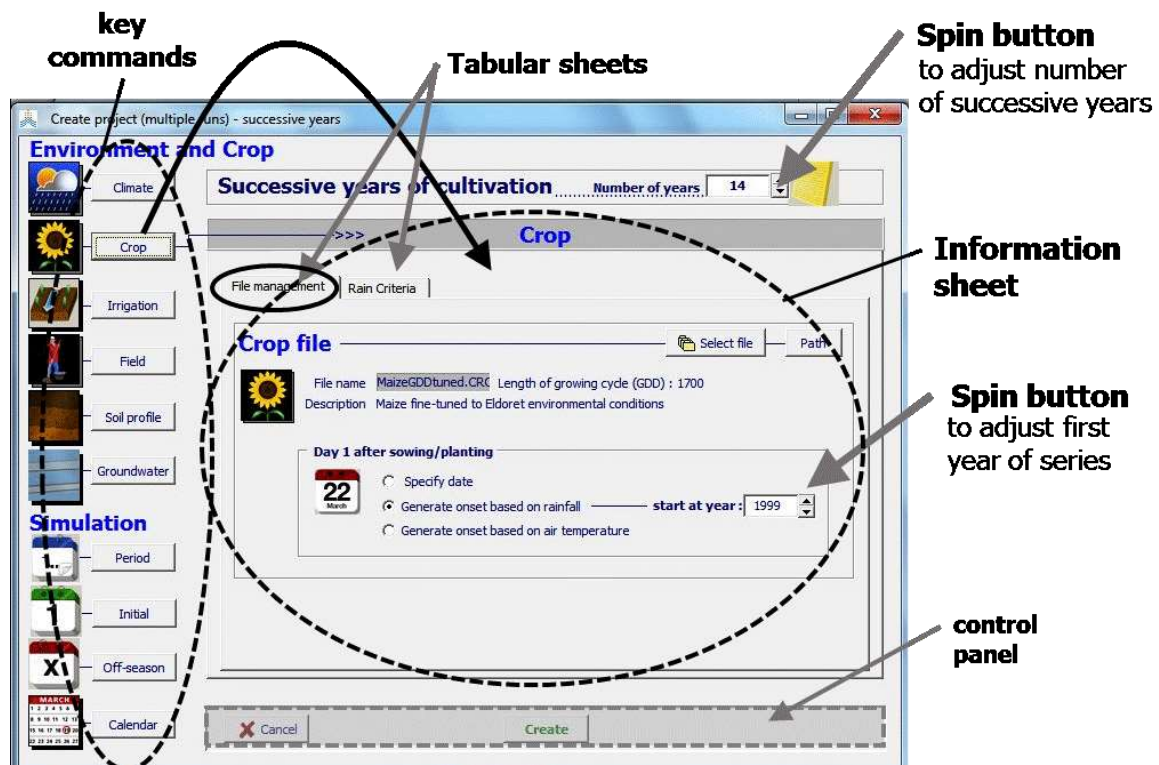 key
commands
Tabular sheets
Spin button
to adjust number
of successive years
Create project (multiple runs) - successive years
Environment and Crop
Climate
Successive years of cultivation
Number of years
14
Crop
>>>
Crop
Information
sheet
File management
Rain Criteria
Irrigation
Crop file
Select file
Path
Field
File name
MaizeGDDtuned.CRO
Length of growing cycle (GDD) : 1700
Description
Maize fine-tuned to Eldoret environmental conditions
Spin button
to adjust first
year of series
Soil profile
Day 1 after sowing/planting
Groundwater
22
March
Specify date
Generate onset based on rainfall
start at year :
1999
Generate onset based on air temperature
Simulation
1...
Period
1
Initial
control
panel
X
Off-season
MARCH
Calendar
Cancel
Create